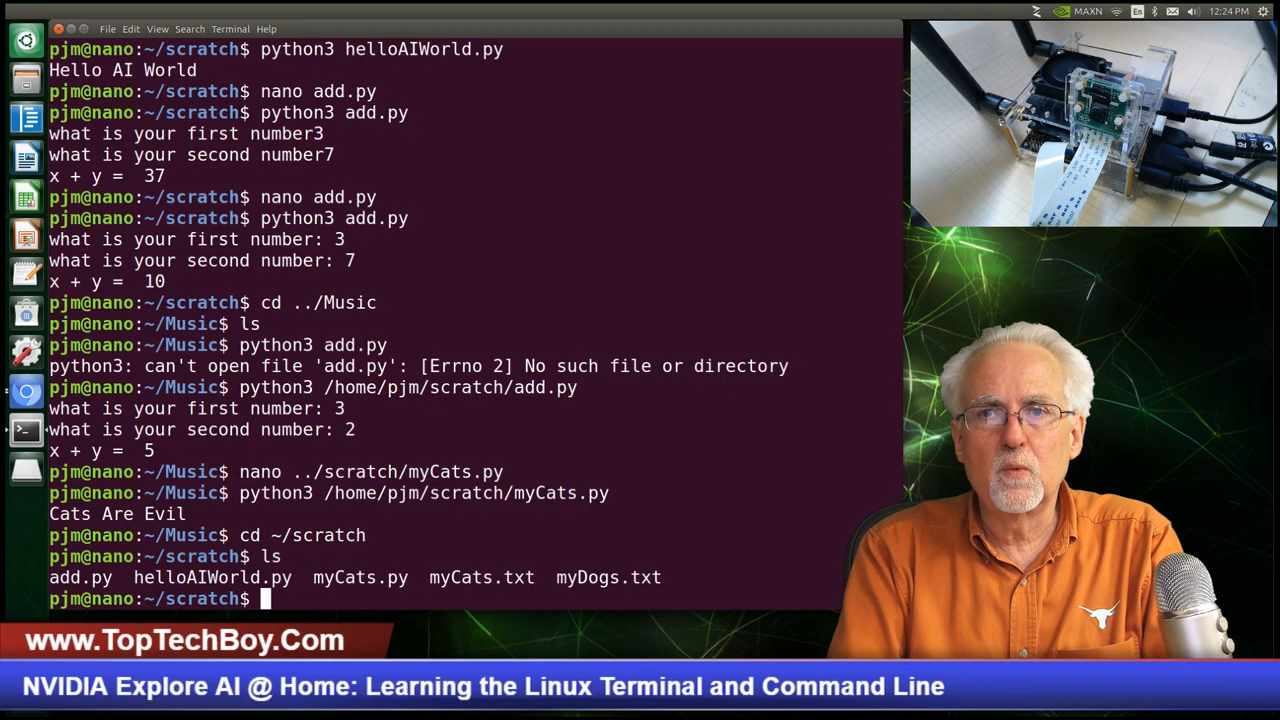 File Edit View Search Terminal Help
MAXN En 12:24 PM
pjm@nano:~/scratch$ python3 helloAIWorld.py
Hello AI World
pjm@nano:~/scratch$ nano add.py
pjm@nano:~/scratch$ python3 add.py
what is your first number3
what is your second number7
x + y =  37
pjm@nano:~/scratch$ nano add.py
pjm@nano:~/scratch$ python3 add.py
what is your first number: 3
what is your second number: 7
x + y =  10
pjm@nano:~/scratch$ cd ../Music
pjm@nano:~/Music$ ls
pjm@nano:~/Music$ python3 add.py
python3: can't open file 'add.py': [Errno 2] No such file or directory
pjm@nano:~/Music$ python3 /home/pjm/scratch/add.py
what is your first number: 3
what is your second number: 2
x + y =  5
pjm@nano:~/Music$ nano ../scratch/myCats.py
pjm@nano:~/Music$ python3 /home/pjm/scratch/myCats.py
Cats Are Evil
pjm@nano:~/Music$ cd ~/scratch
pjm@nano:~/scratch$ ls
add.py  helloAIWorld.py  myCats.py  myCats.txt  myDogs.txt
pjm@nano:~/scratch$
www.TopTechBoy.Com
NVIDIA Explore AI @ Home: Learning the Linux Terminal and Command Line